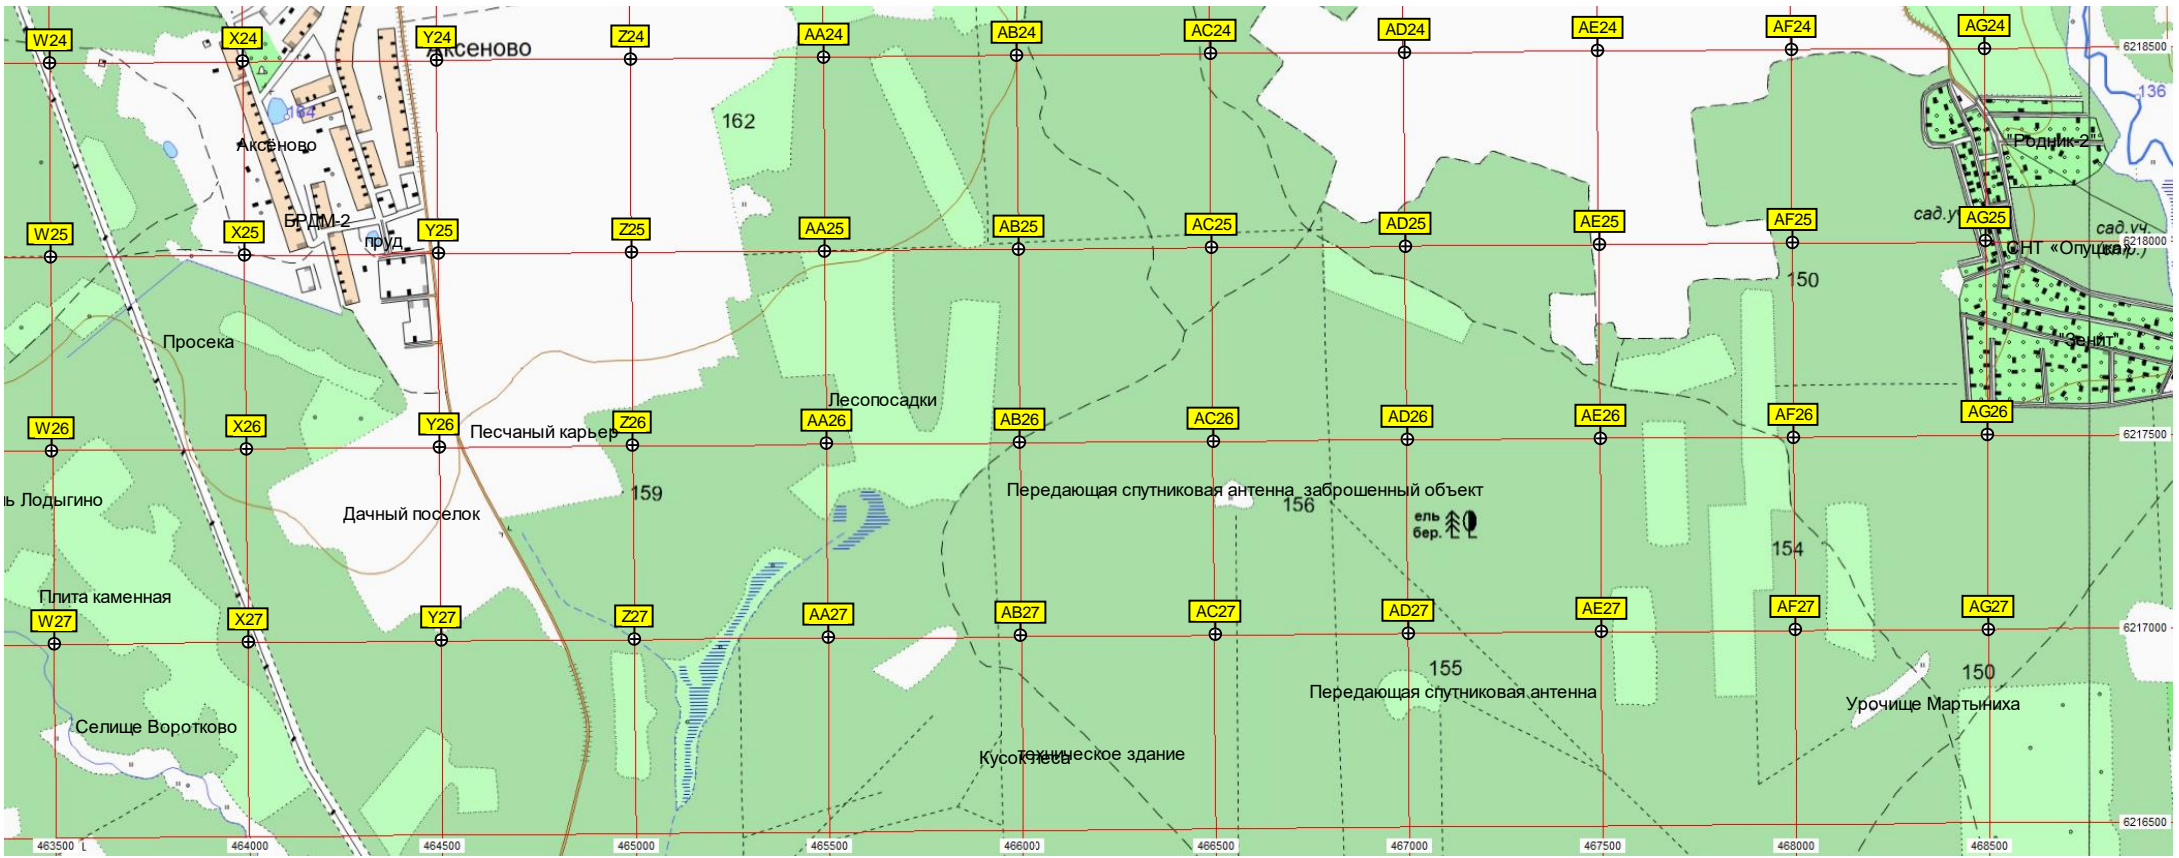 W24 X24 Y24 Z24 AA24 AB24 AC24 AD24 AE24 AF24 AG24
Аксеново
6218500
136
162
164
Аксеново
"Родник-2"
БРДМ-2
пруд
W25 X25 Y25 Z25 AA25 AB25 AC25 AD25 AE25 AF25 AG25
сад.уч.
6218000
СНТ «Опушка»
150
Просека
"Зенит"
Лесопосадки
W26 X26 Y26 Z26 AA26 AB26 AC26 AD26 AE26 AF26 AG26
Песчаный карьер
6217500
ь Лодыгино
159
Передающая спутниковая антенна заброшенный объект
156
Дачный поселок
ель
бер.
154
Плита каменная
W27 X27 Y27 Z27 AA27 AB27 AC27 AD27 AE27 AF27 AG27
6217000
155
150
Передающая спутниковая антенна
Урочище Мартыниха
Селище Воротково
Кусок леса
техническое здание
6216500
463500 464000 464500 465000 465500 466000 466500 467000 467500 468000 468500